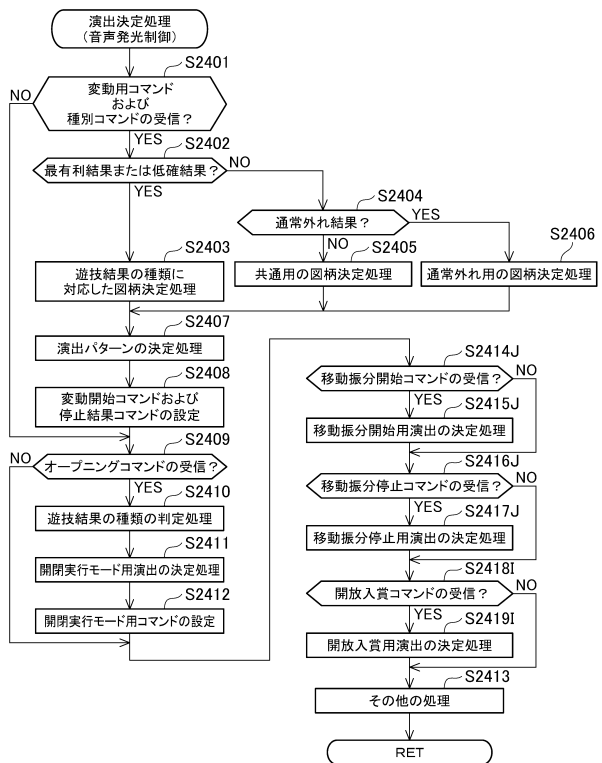 演出決定処理
（音声発光制御）
S2401
NO
変動用コマンド
および
種別コマンドの受信？
YES
S2402
最有利結果または低確結果？
NO
YES
S2404
通常外れ結果？
YES
NO
S2403
遊技結果の種類に
対応した図柄決定処理
S2405
共通用の図柄決定処理
S2406
通常外れ用の図柄決定処理
S2407
演出パターンの決定処理
S2408
変動開始コマンドおよび
停止結果コマンドの設定
S2409
NO
オープニングコマンドの受信？
YES
S2410
遊技結果の種類の判定処理
S2411
開閉実行モード用演出の決定処理
S2412
開閉実行モード用コマンドの設定
S2414J
移動振分開始コマンドの受信？
NO
YES
S2415J
移動振分開始用演出の決定処理
S2416J
移動振分停止コマンドの受信？
NO
YES
S2417J
移動振分停止用演出の決定処理
S2418I
開放入賞コマンドの受信？
NO
YES
S2419I
開放入賞用演出の決定処理
S2413
その他の処理
RET